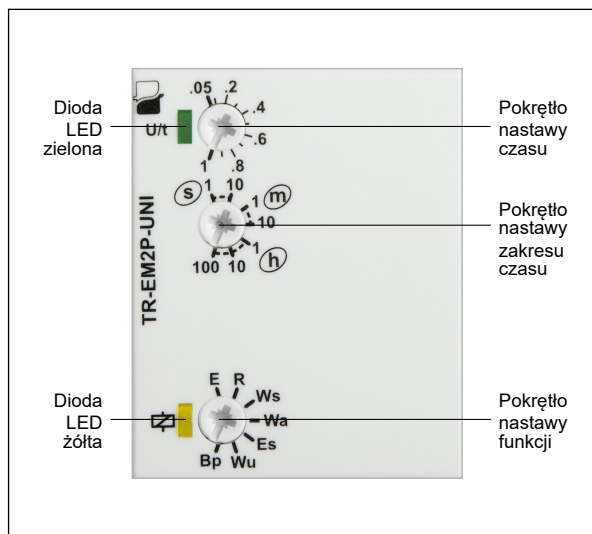 Dioda
LED
zielona
U/t
.05
.2
.4
.6
.8
1
Pokrętło
nastawy
czasu
s
1
10
1
m
10
1
h
10
100
Pokrętło
nastawy
zakresu
czasu
TR-EM2P-UNI
Dioda
LED
żółta
E
R
Ws
Wa
Es
Wu
Bp
Pokrętło
nastawy
funkcji